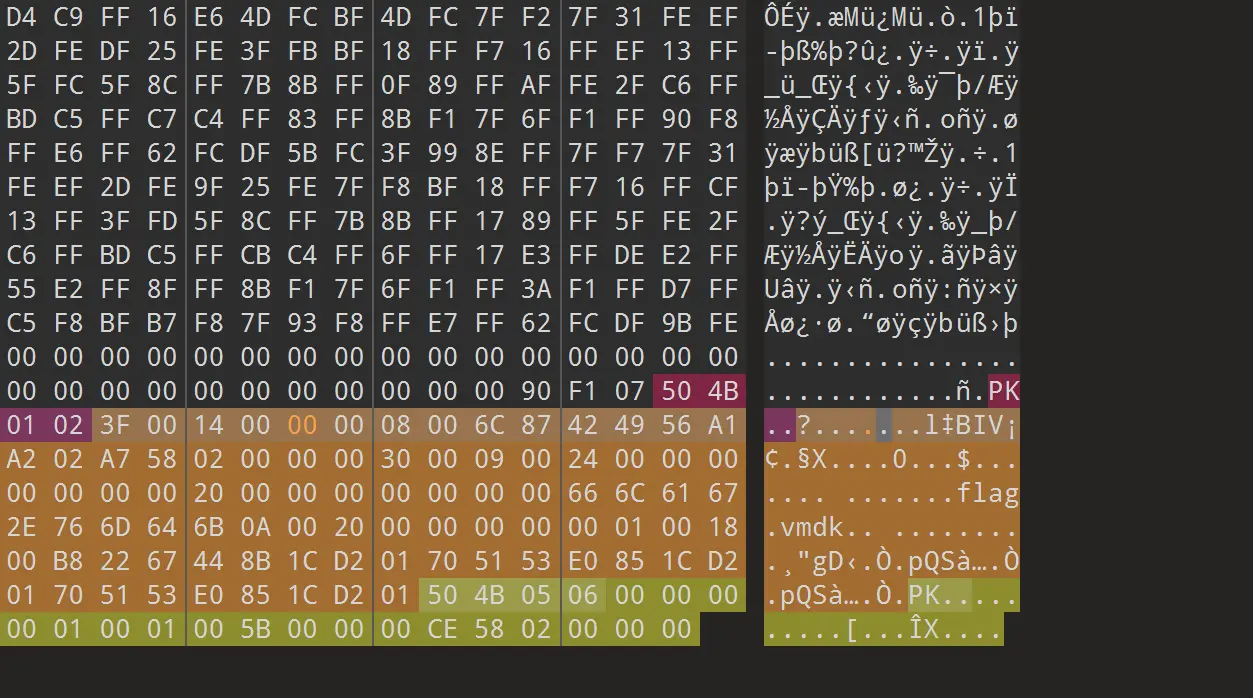 D4 C9 FF 16 E6 4D FC BF 4D FC 7F F2 7F 31 FE EF ÔÉÿ.æMü¿Mü.ò.1þï
2D FE DF 25 FE 3F FB BF 18 FF F7 16 FF EF 13 FF -þß%þ?û¿.ÿ÷.ÿï.ÿ
5F FC 5F 8C FF 7B 8B FF 0F 89 FF AF FE 2F C6 FF _ü_Œÿ{‹ÿ.‰ÿ¯þ/Æÿ
BD C5 FF C7 C4 FF 83 FF 8B F1 7F 6F F1 FF 90 F8 ½ÅÿÇÄÿƒÿ‹ñ.oñÿ.ø
FF E6 FF 62 FC DF 5B FC 3F 99 8E FF 7F F7 7F 31 ÿæÿbüß[ü?™Žÿ.÷.1
FE EF 2D FE 9F 25 FE 7F F8 BF 18 FF F7 16 FF CF þï-þŸ%þ.ø¿.ÿ÷.ÿÏ
13 FF 3F FD 5F 8C FF 7B 8B FF 17 89 FF 5F FE 2F .ÿ?ý_Œÿ{‹ÿ.‰ÿ_þ/
C6 FF BD C5 FF CB C4 FF 6F FF 17 E3 FF DE E2 FF Æÿ½ÅÿËÄÿoÿ.ãÿÞâÿ
55 E2 FF 8F FF 8B F1 7F 6F F1 FF 3A F1 FF D7 FF Uâÿ.ÿ‹ñ.oñÿ:ñÿ×ÿ
C5 F8 BF B7 F8 7F 93 F8 FF E7 FF 62 FC DF 9B FE Åø¿·ø.“øÿçÿbüß›þ
00 00 00 00 00 00 00 00 00 00 00 00 00 00 00 00 ................
00 00 00 00 00 00 00 00 00 00 00 90 F1 07 50 4B ............ñ.PK
01 02 3F 00 14 00 00 00 08 00 6C 87 42 49 56 A1 ..?.......l‡BIV¡
A2 02 A7 58 02 00 00 00 30 00 09 00 24 00 00 00 ¢.§X....0...$...
00 00 00 20 00 00 00 00 00 00 00 00 66 6C 61 67 .... .......flag
2E 76 6D 64 6B 0A 00 20 00 00 00 00 00 01 00 18 .vmdk.. ........
00 B8 22 67 44 8B 1C D2 01 70 51 53 E0 85 1C D2 .¸"gD‹.Ò.pQSà….Ò
01 70 51 53 E0 85 1C D2 01 50 4B 05 06 00 00 00 .pQSà….Ò.PK.....
00 01 00 01 00 5B 00 00 00 CE 58 02 00 00 00 .....[...ÎX....